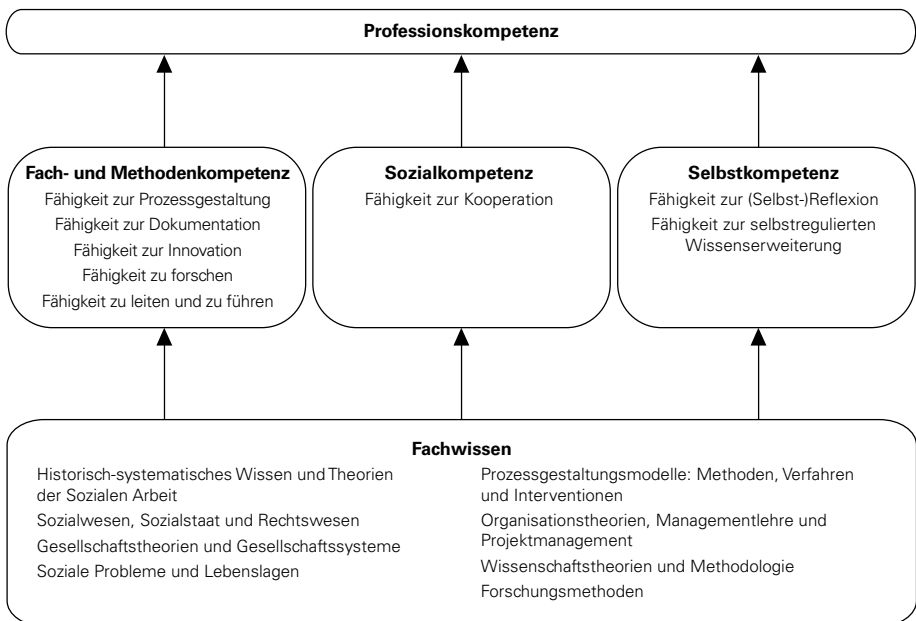 Professionskompetenz
Fach- und Methodenkompetenz
Fähigkeit zur Prozessgestaltung
Fähigkeit zur Dokumentation
Fähigkeit zur Innovation
Fähigkeit zu forschen
Fähigkeit zu leiten und zu führen
Sozialkompetenz
Fähigkeit zur Kooperation
Selbstkompetenz
Fähigkeit zur (Selbst-)Reflexion
Fähigkeit zur selbstregulierten
Wissenserweiterung
Fachwissen
Historisch-systematisches Wissen und Theorien
der Sozialen Arbeit
Sozialwesen, Sozialstaat und Rechtswesen
Gesellschaftstheorien und Gesellschaftssysteme
Soziale Probleme und Lebenslagen
Prozessgestaltungsmodelle: Methoden, Verfahren
und Interventionen
Organisationstheorien, Managementlehre und
Projektmanagement
Wissenschaftstheorien und Methodologie
Forschungsmethoden